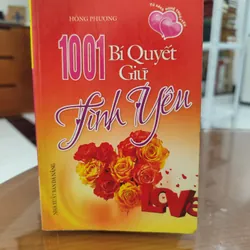 HỒNG PHƯƠNG
1001 Bí Quyết
Giữ
Tình Yêu
LOVE